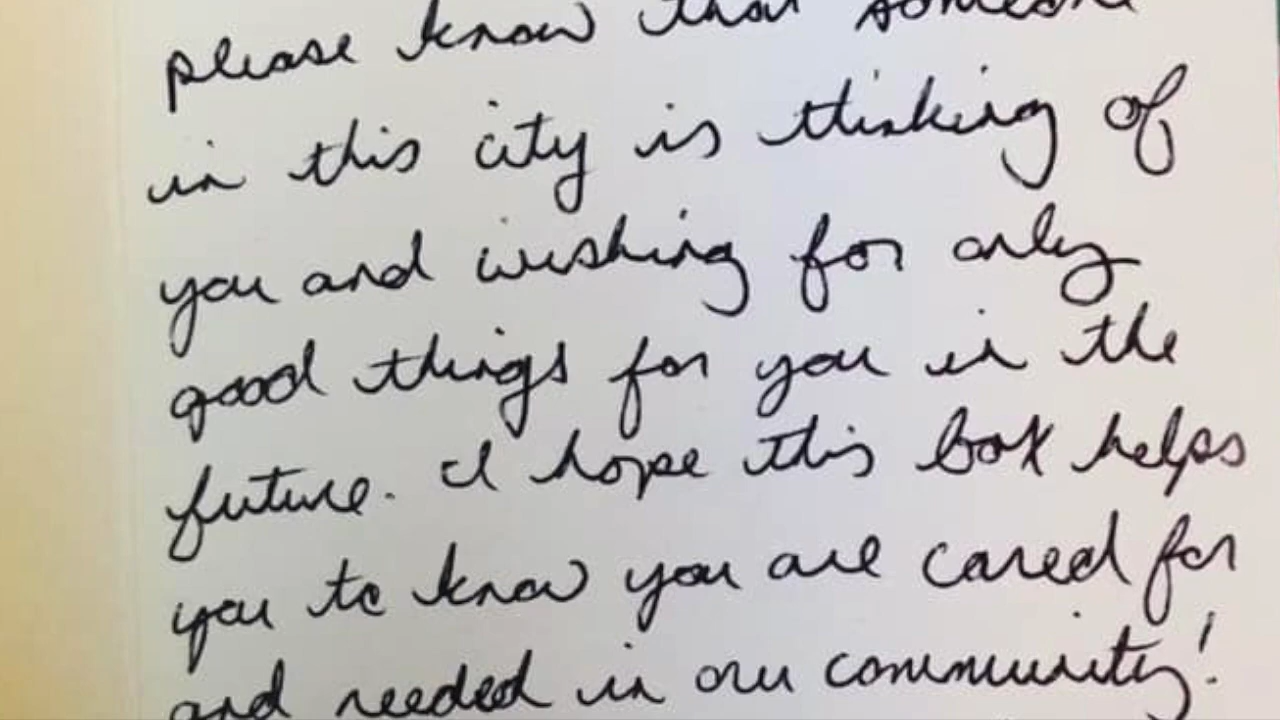 please know that someone
in this city is thinking of
you and wishing for only
good things for you in the
future. I hope this box helps
you to know you are cared for
and needed in our community!